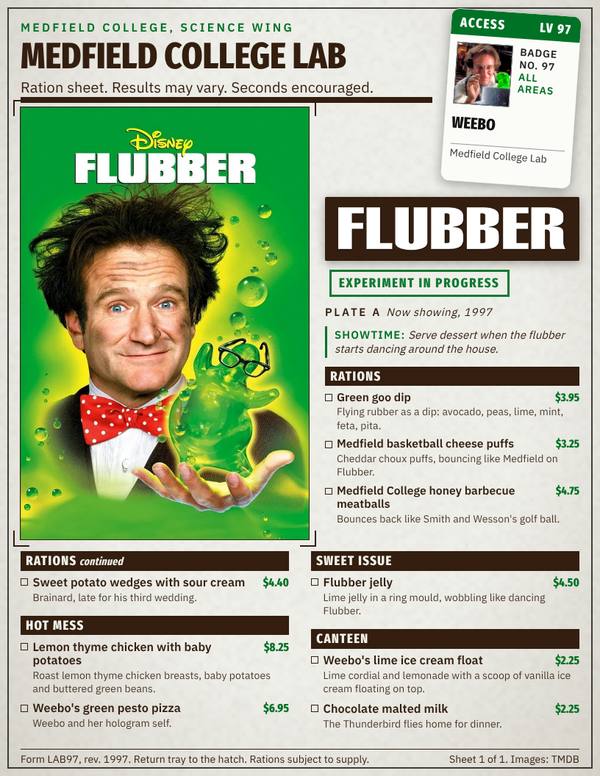 MEDFIELD COLLEGE, SCIENCE WING
MEDFIELD COLLEGE LAB
Ration sheet. Results may vary. Seconds encouraged.
ACCESS LV 97
BADGE
NO. 97
ALL
AREAS
WEEBO
Medfield College Lab
Disney
FLUBBER
FLUBBER
EXPERIMENT IN PROGRESS
PLATE A Now showing, 1997
SHOWTIME: Serve dessert when the flubber
starts dancing around the house.
RATIONS
Green goo dip $3.95
Flying rubber as a dip: avocado, peas, lime, mint,
feta, pita.
Medfield basketball cheese puffs $3.25
Cheddar choux puffs, bouncing like Medfield on
Flubber.
Medfield College honey barbecue $4.75
meatballs
Bounces back like Smith and Wesson's golf ball.
RATIONS continued
Sweet potato wedges with sour cream $4.40
Brainard, late for his third wedding.
HOT MESS
Lemon thyme chicken with baby $8.25
potatoes
Roast lemon thyme chicken breasts, baby potatoes
and buttered green beans.
Weebo's green pesto pizza $6.95
Weebo and her hologram self.
SWEET ISSUE
Flubber jelly $4.50
Lime jelly in a ring mould, wobbling like dancing
Flubber.
CANTEEN
Weebo's lime ice cream float $2.25
Lime cordial and lemonade with a scoop of vanilla ice
cream floating on top.
Chocolate malted milk $2.25
The Thunderbird flies home for dinner.
Form LAB97, rev. 1997. Return tray to the hatch. Rations subject to supply.
Sheet 1 of 1. Images: TMDB